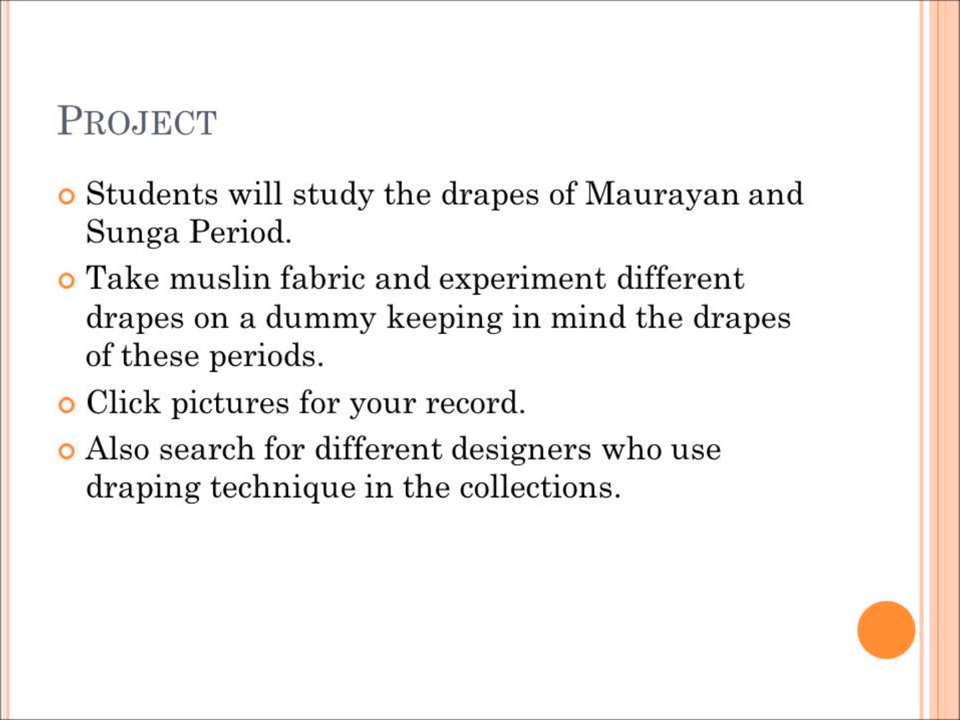 PROJECT
Students will study the drapes of Maurayan and
Sunga Period.
Take muslin fabric and experiment different
drapes on a dummy keeping in mind the drapes
of these periods.
Click pictures for your record.
Also search for different designers who use
draping technique in the collections.